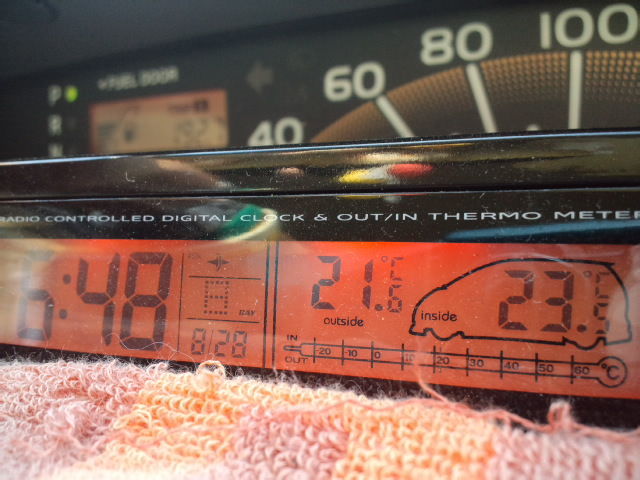 P ▾FUEL DOOR
R
60 80 100
40
RADIO CONTROLLED DIGITAL CLOCK & OUT/IN THERMO METER
6:48 日 DAY 8/28
21.6°C outside
inside 23.5°C
IN
OUT -20 -10 0 10 20 30 40 50 60 °C